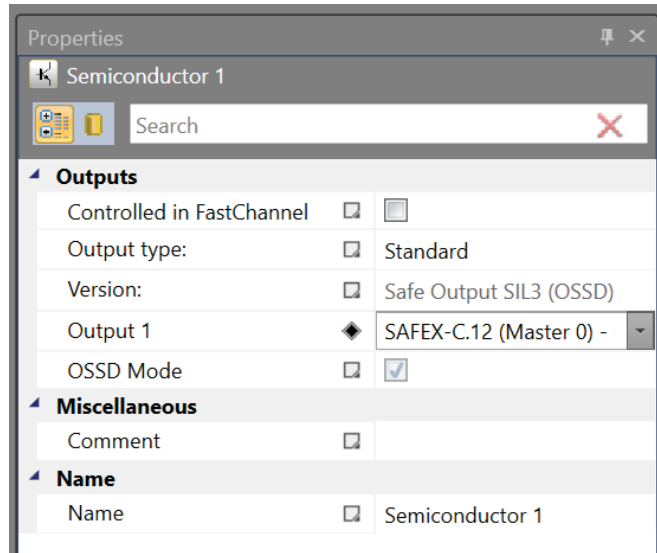 Properties
Semiconductor 1
Search
Outputs
Controlled in FastChannel
Output type: Standard
Version: Safe Output SIL3 (OSSD)
Output 1 SAFEX-C.12 (Master 0) -
OSSD Mode
Miscellaneous
Comment
Name
Name Semiconductor 1